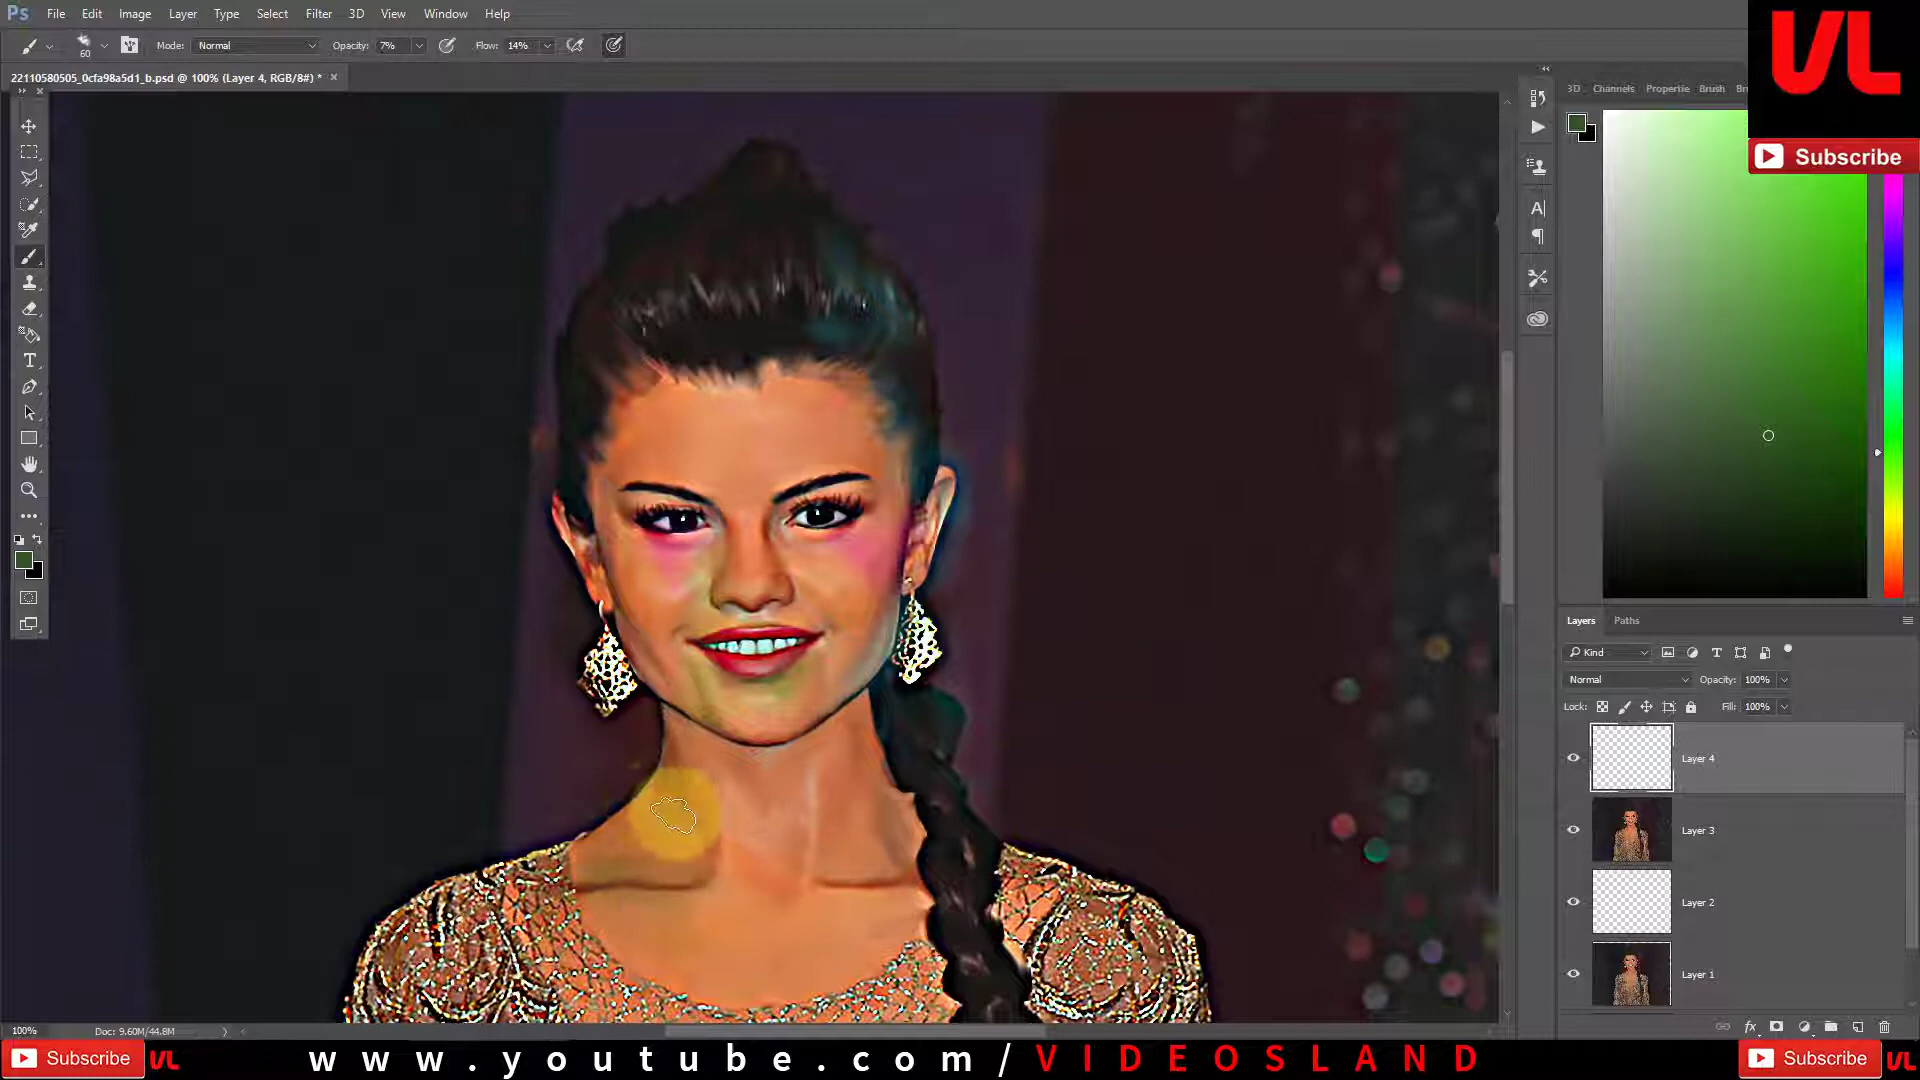 Ps File Edit Image Layer Type Select Filter 3D View Window Help
60 Mode: Normal Opacity: 7% Flow: 14%
22110580505_0cfa98a5d1_b.psd @ 100% (Layer 4, RGB/8#) *
3D Channels Propertie Brush
VL
Subscribe
Layers Paths
Kind
Normal Opacity: 100%
Lock: Fill: 100%
Layer 4
Layer 3
Layer 2
Layer 1
100% Doc: 9.60M/44.8M
Subscribe VL www.youtube.com/VIDEOSLAND Subscribe VL